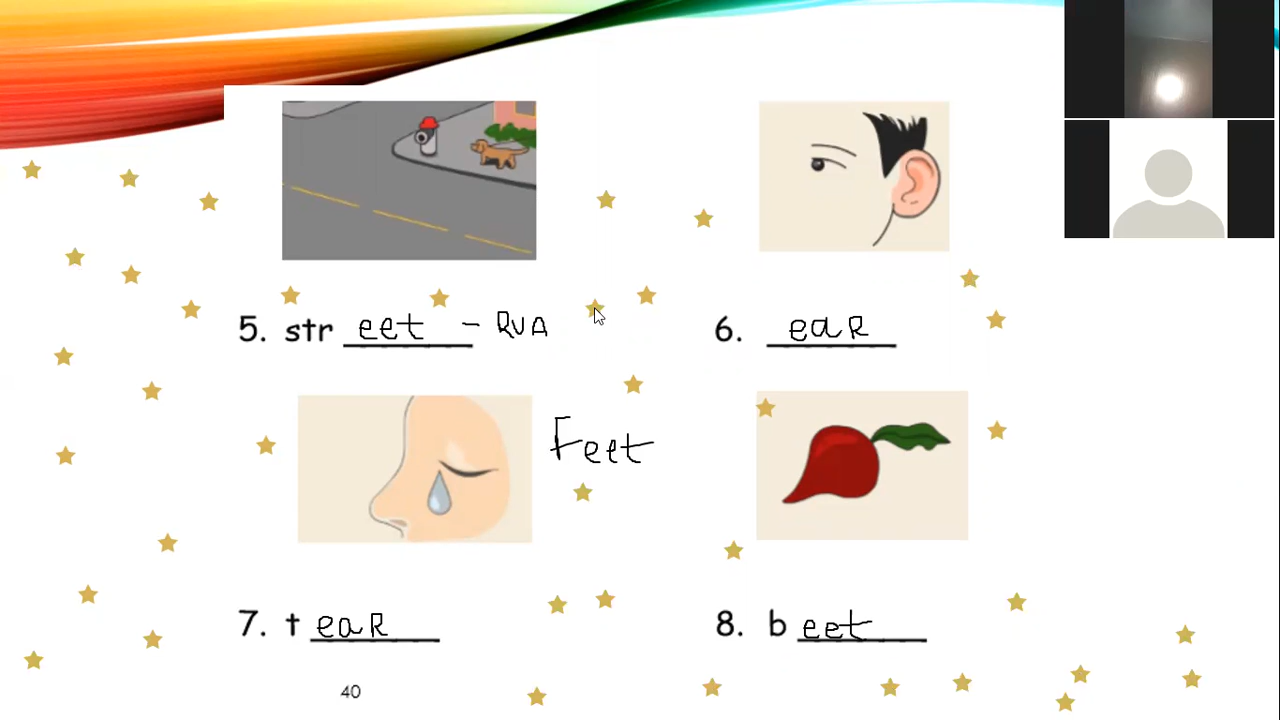 5. str eet - RUA
6. eaR
Feet
7. t eaR
8. b eet
40